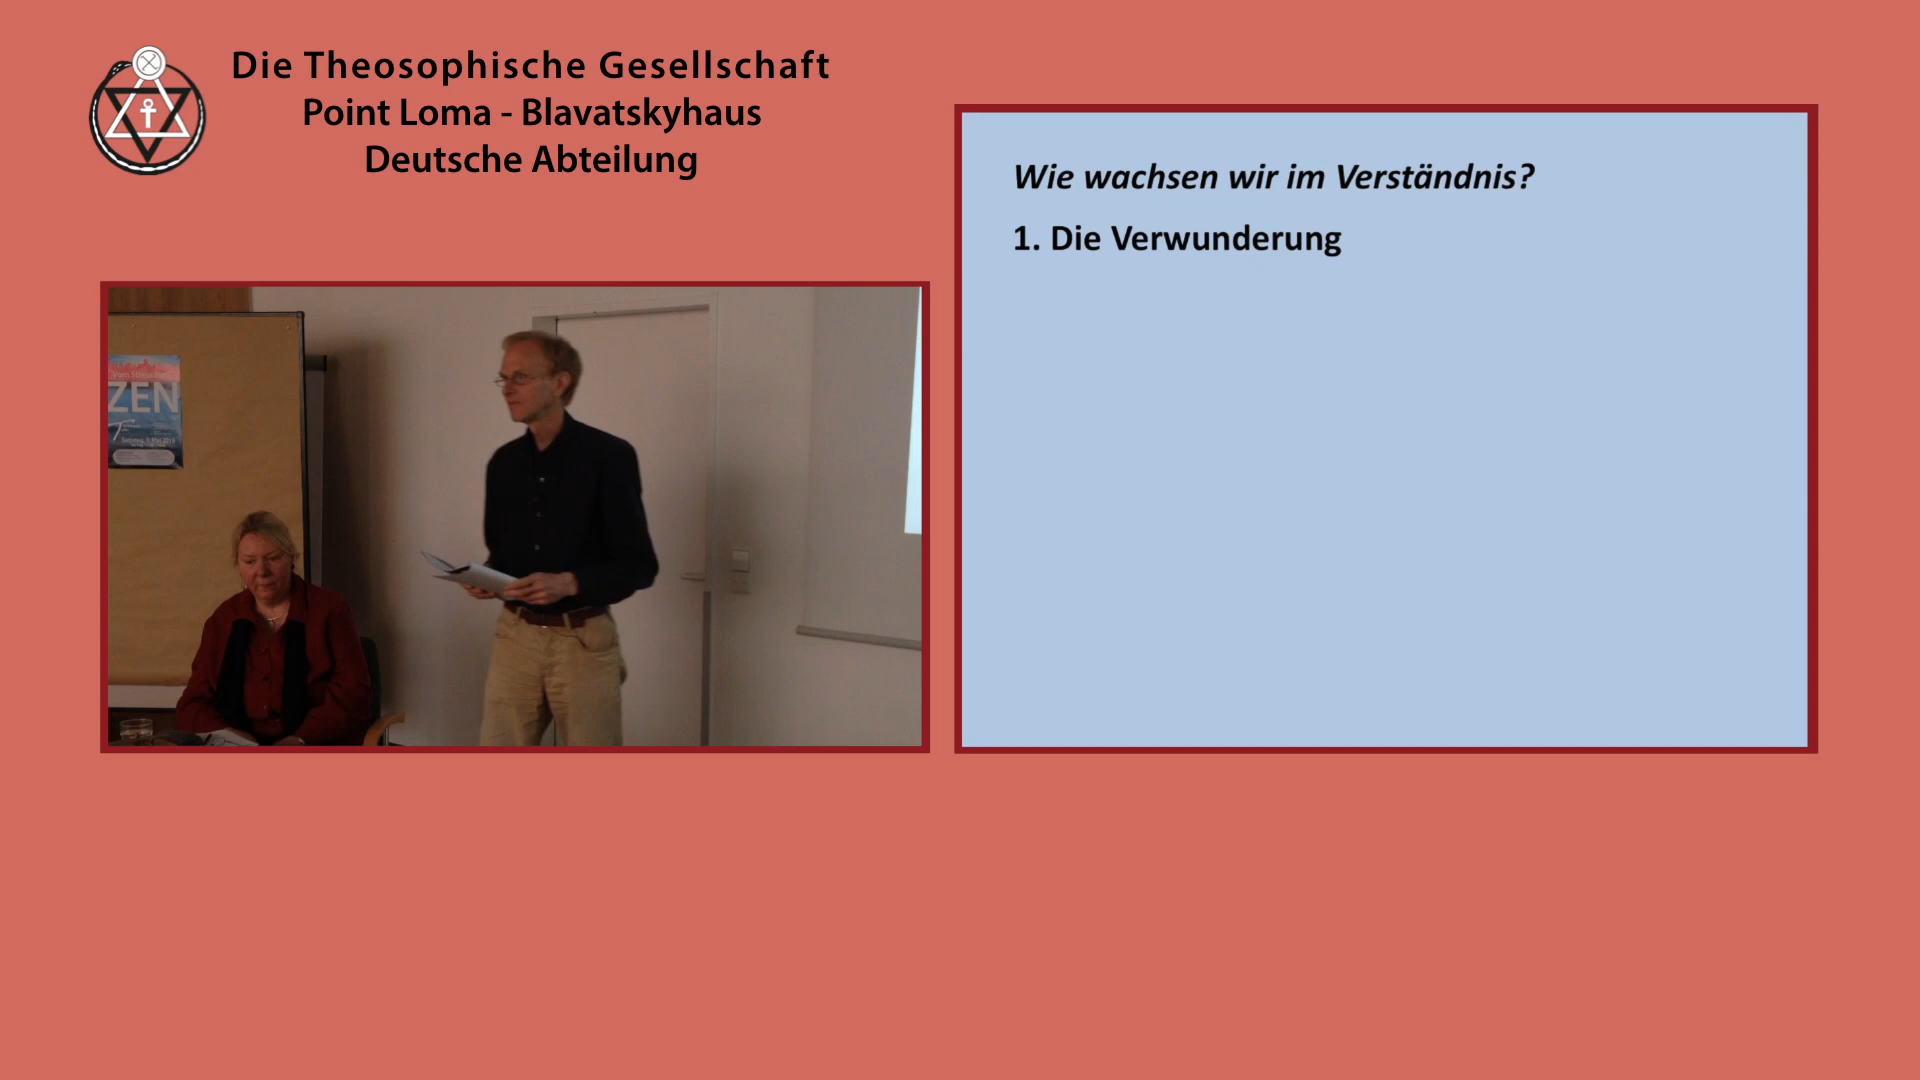 Die Theosophische Gesellschaft
Point Loma - Blavatskyhaus
Deutsche Abteilung
Wie wachsen wir im Verständnis?
1. Die Verwunderung
ZEN